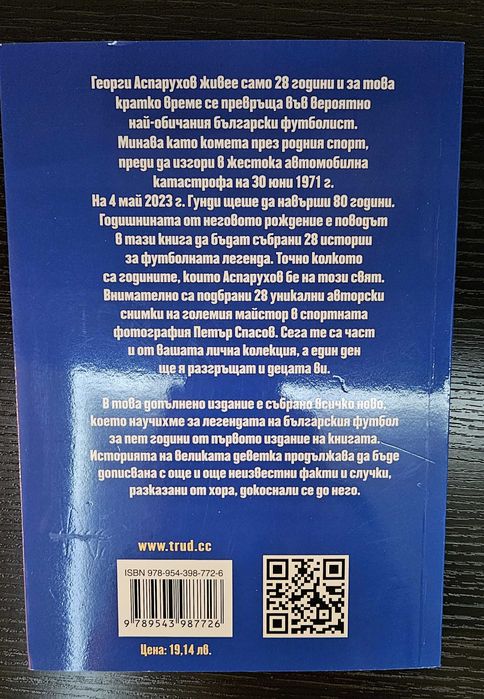 Георги Аспарухов живее само 28 години и за това
кратко време се превръща във вероятно
най-обичания български футболист.
Минава като комета през родния спорт,
преди да изгори в жестока автомобилна
катастрофа на 30 юни 1971 г.
На 4 май 2023 г. Гунди щеше да навърши 80 години.
Годишнината от неговото рождение е поводът
в тази книга да бъдат събрани 28 истории
за футболната легенда. Точно колкото
са годините, които Аспарухов бе на този свят.
Внимателно са подбрани 28 уникални авторски
снимки на големия майстор в спортната
фотография Петър Спасов. Сега те са част
и от вашата лична колекция, а един ден
ще я разгръщат и децата ви.
В това допълнено издание е събрано всичко ново,
което научихме за легендата на българския футбол
за пет години от първото издание на книгата.
Историята на великата деветка продължава да бъде
дописвана с още и още неизвестни факти и случки,
разказани от хора, докоснали се до него.
www.trud.cc
ISBN 978-954-398-772-6
9 789543 987726
Цена: 19,14 лв.